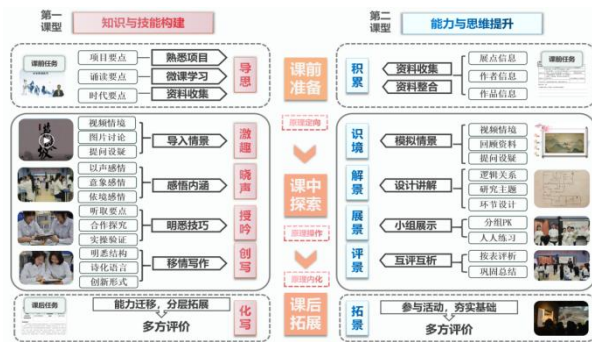 第一课型
知识与技能构建
第二课型
能力与思维提升
课前任务
项目要点
诵读要点
时代要点
熟悉项目
微课学习
资料收集
导思
课前准备
积累
资料收集
资料整合
展点信息
作者信息
作品信息
课前任务
原理定向
视频情境
图片讨论
提问设疑
导入情景
激趣
以声感情
意象感情
依境感情
感悟内涵
晓声
听取要点
合作探究
实操验证
明悉技巧
授吟
明悉结构
诗化语言
创新形式
移情写作
创写
课中探索
原理操作
原理内化
识境
模拟情景
视频情境
回顾资料
提问设疑
解景
设计讲解
逻辑关系
研究主题
环节设计
展景
小组展示
分组PK
人人练习
评景
互评互析
按表评析
巩固总结
课后任务
能力迁移，分层拓展
多方评价
化写
课后拓展
拓景
参与活动，夯实基础
多方评价